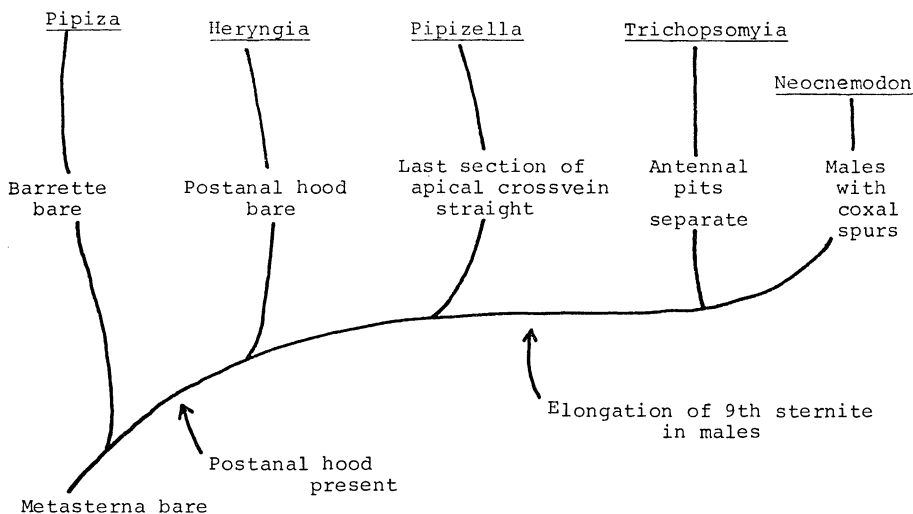 Pipiza
Heryngia
Pipizella
Trichopsomyia
Neocnemodon
Barrette
bare
Postanal hood
bare
Last section of
apical crossvein
straight
Antennal
pits
separate
Males
with
coxal
spurs
Elongation of 9th sternite
in males
Postanal hood
present
Metasterna bare